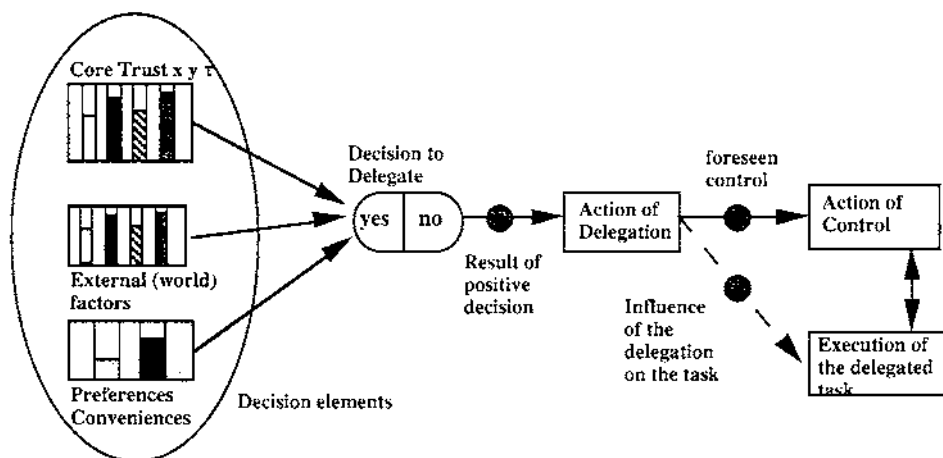 Core Trust x y τ
External (world)
factors
Preferences
Conveniences
Decision elements
Decision to
Delegate
yes no
Result of
positive
decision
Action of
Delegation
foreseen
control
Influence
of the
delegation
on the task
Action of
Control
Execution of
the delegated
task